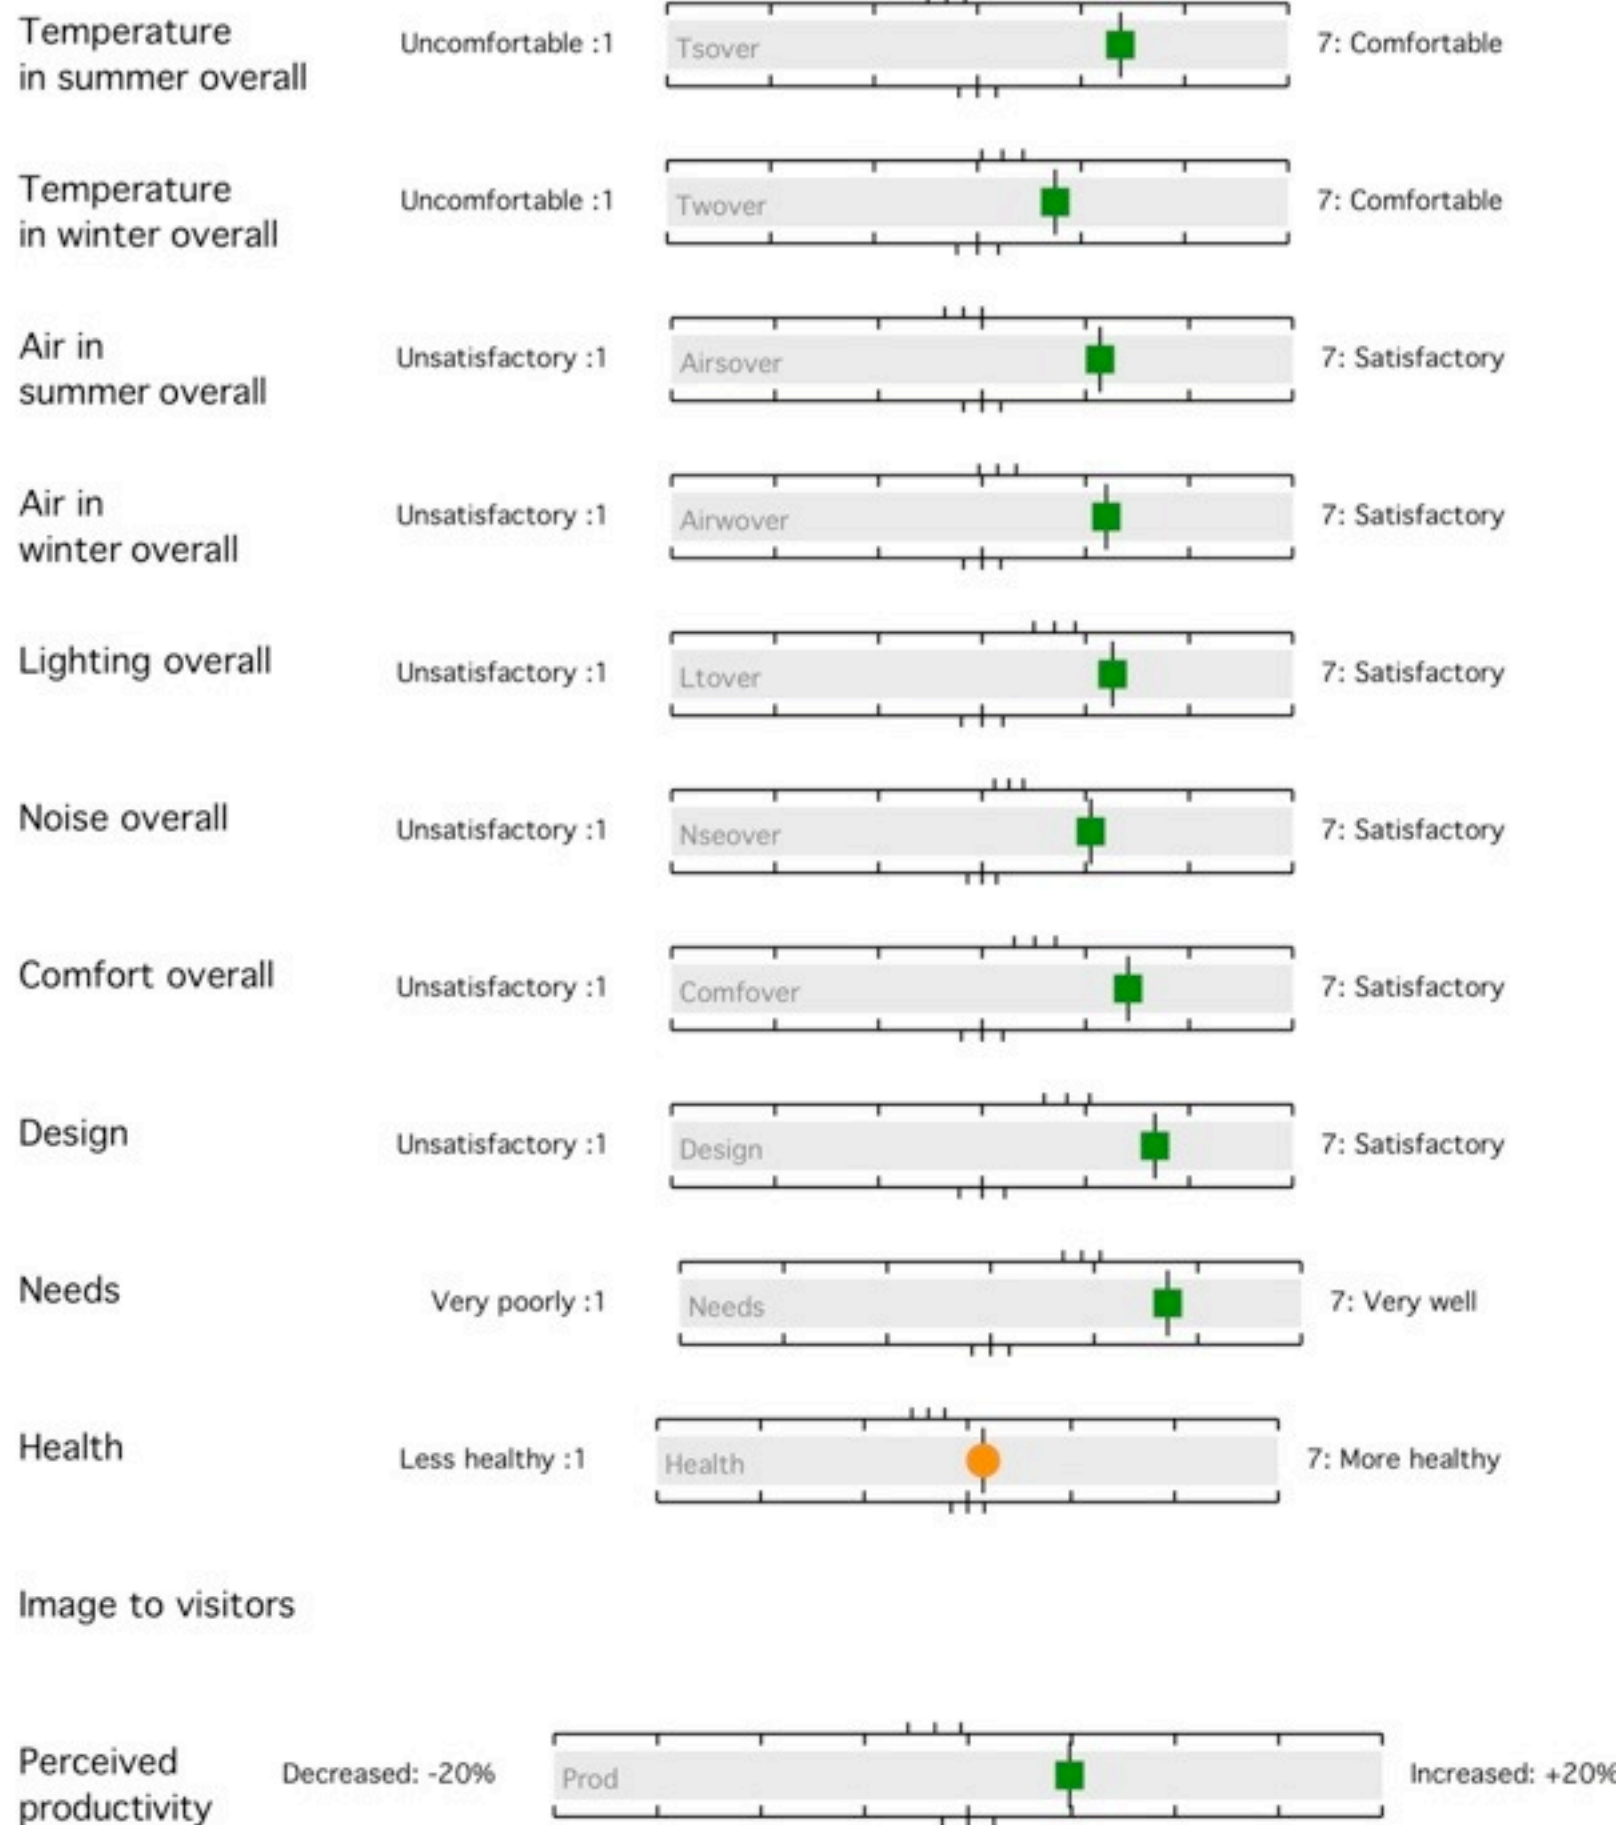 Temperature
in summer overall
Uncomfortable :1
Tsover
7: Comfortable
Temperature
in winter overall
Uncomfortable :1
Twover
7: Comfortable
Air in
summer overall
Unsatisfactory :1
Airsover
7: Satisfactory
Air in
winter overall
Unsatisfactory :1
Airwover
7: Satisfactory
Lighting overall
Unsatisfactory :1
Ltover
7: Satisfactory
Noise overall
Unsatisfactory :1
Nseover
7: Satisfactory
Comfort overall
Unsatisfactory :1
Comfover
7: Satisfactory
Design
Unsatisfactory :1
Design
7: Satisfactory
Needs
Very poorly :1
Needs
7: Very well
Health
Less healthy :1
Health
7: More healthy
Image to visitors
Perceived
productivity
Decreased: -20%
Prod
Increased: +20%